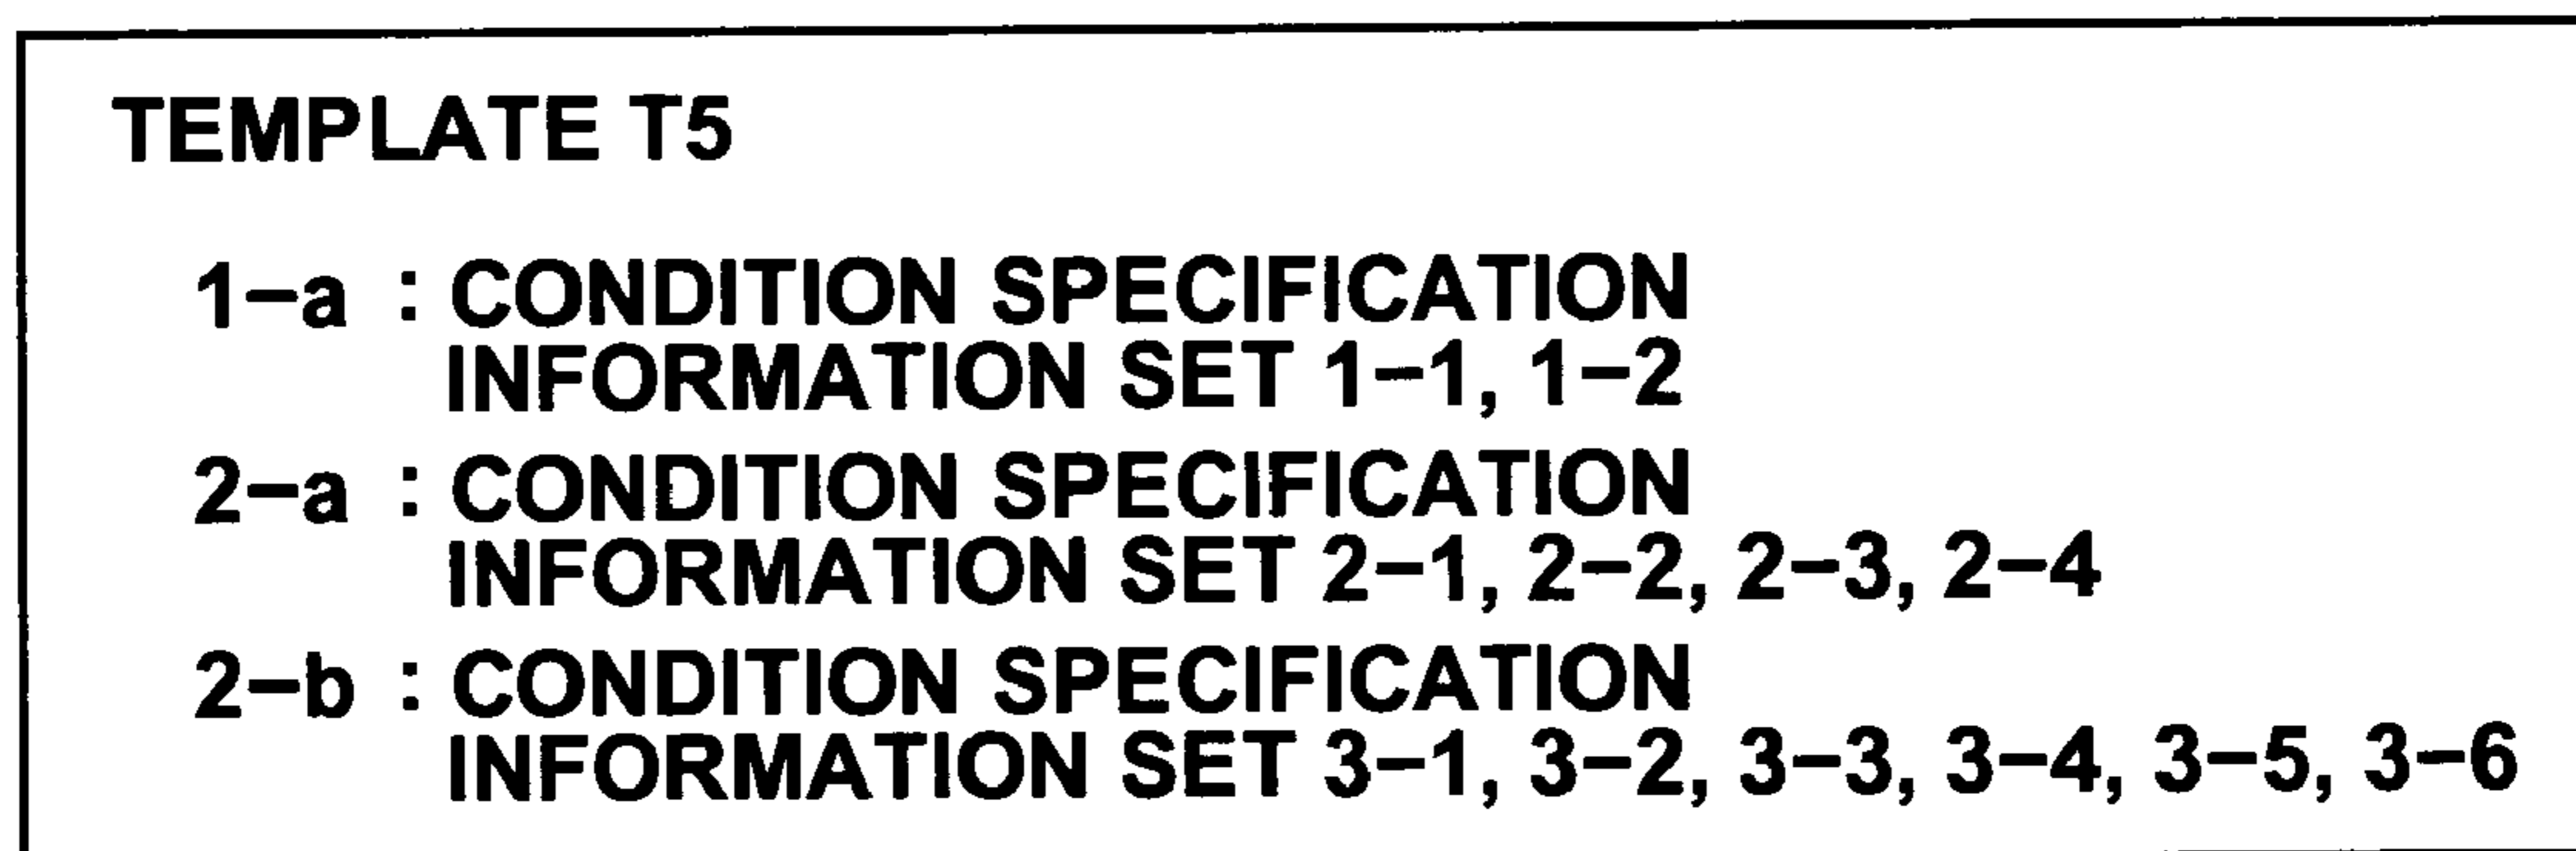 TEMPLATE T5
1-a : CONDITION SPECIFICATION
INFORMATION SET 1-1, 1-2
2-a : CONDITION SPECIFICATION
INFORMATION SET 2-1, 2-2, 2-3, 2-4
2-b : CONDITION SPECIFICATION
INFORMATION SET 3-1, 3-2, 3-3, 3-4, 3-5, 3-6